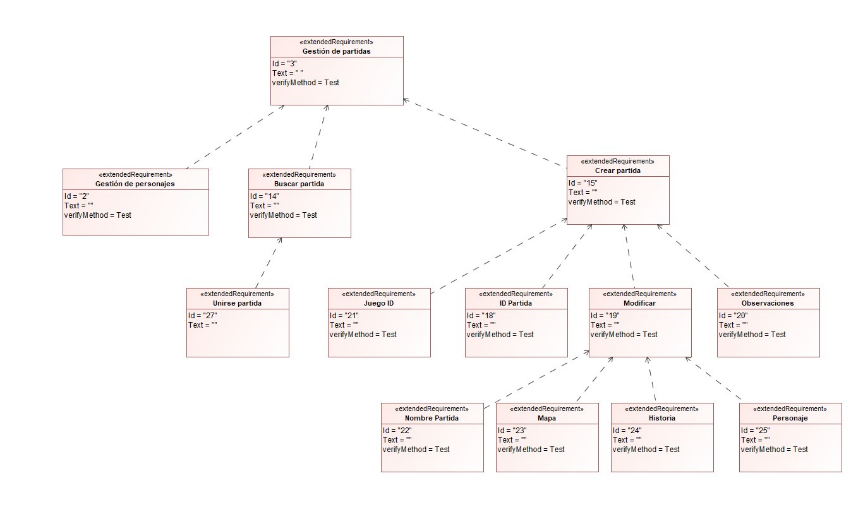 «extendedRequirement»
Gestión de partidas
Id = "3"
Text = " "
verifyMethod = Test
«extendedRequirement»
Gestión de personajes
Id = "2"
Text = ""
verifyMethod = Test
«extendedRequirement»
Buscar partida
Id = "14"
Text = ""
verifyMethod = Test
«extendedRequirement»
Crear partida
Id = "15"
Text = ""
verifyMethod = Test
«extendedRequirement»
Unirse partida
Id = "27"
Text = ""
«extendedRequirement»
Juego ID
Id = "21"
Text = ""
verifyMethod = Test
«extendedRequirement»
ID Partida
Id = "18"
Text = ""
verifyMethod = Test
«extendedRequirement»
Modificar
Id = "19"
Text = ""
verifyMethod = Test
«extendedRequirement»
Observaciones
Id = "20"
Text = ""
verifyMethod = Test
«extendedRequirement»
Nombre Partida
Id = "22"
Text = ""
verifyMethod = Test
«extendedRequirement»
Mapa
Id = "23"
Text = ""
verifyMethod = Test
«extendedRequirement»
Historia
Id = "24"
Text = ""
verifyMethod = Test
«extendedRequirement»
Personaje
Id = "25"
Text = ""
verifyMethod = Test